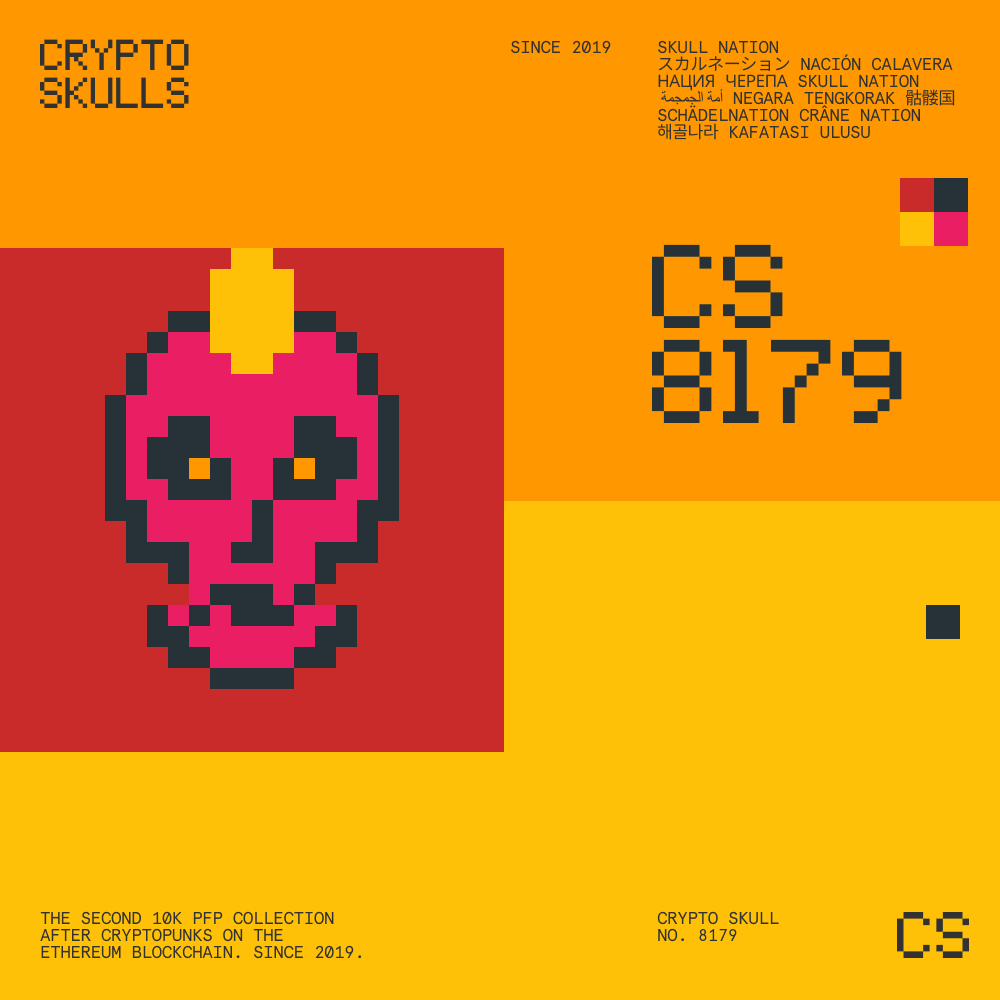 CRYPTO
SKULLS
SINCE 2019
SKULL NATION
スカルネーション NACIÓN CALAVERA
НАЦИЯ ЧЕРЕПА SKULL NATION
أمة الجمجمة NEGARA TENGKORAK 骷髅国
SCHÄDELNATION CRÂNE NATION
해골나라 KAFATASI ULUSU
CS
8179
THE SECOND 10K PFP COLLECTION
AFTER CRYPTOPUNKS ON THE
ETHEREUM BLOCKCHAIN. SINCE 2019.
CRYPTO SKULL
NO. 8179
CS